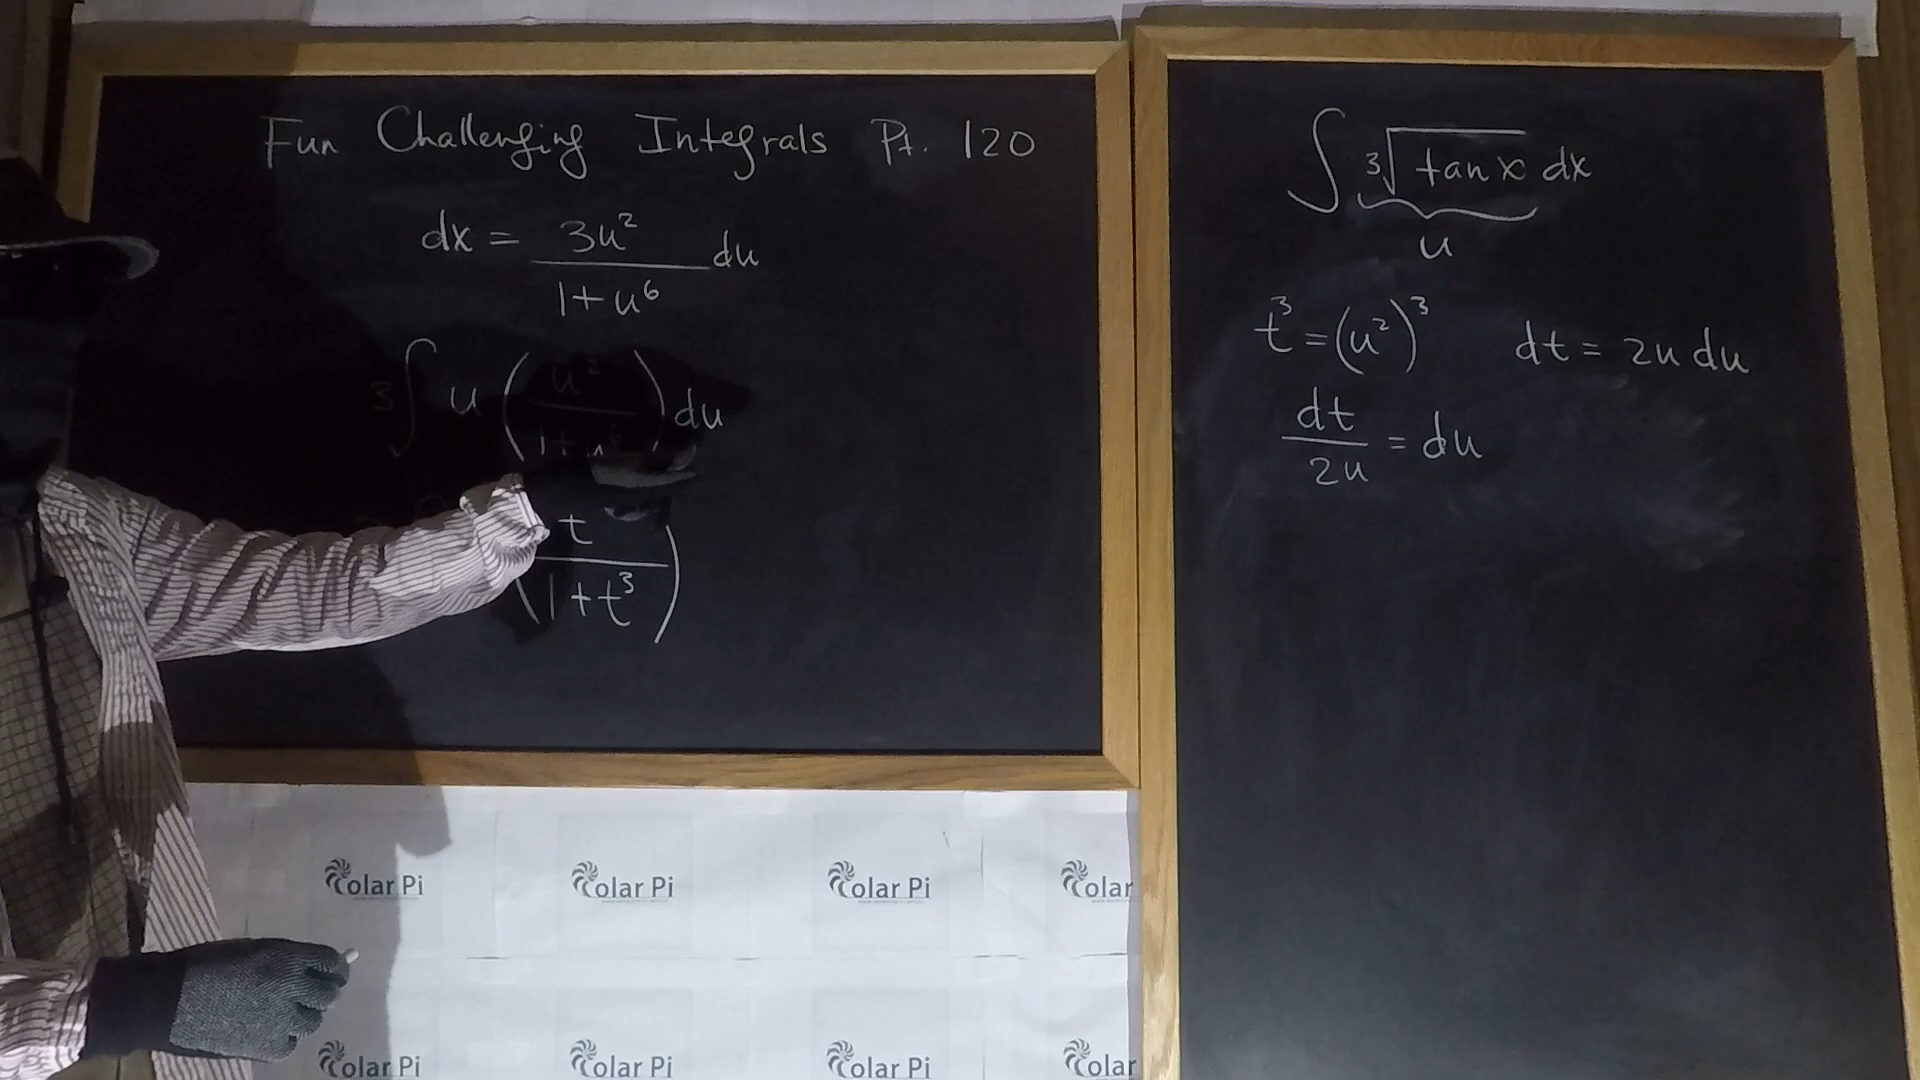 Fun Challenging Integrals Pt. 120
dx = 3u²/(1+u⁶) du
3∫ u (u²/(1+u⁶)) du
(t/(1+t³))
∫ ∛(tan x) dx
u
t³ = (u²)³ dt = 2u du
dt/2u = du
Colar Pi Colar Pi Colar Pi Colar
Colar Pi Colar Pi Colar Pi Colar